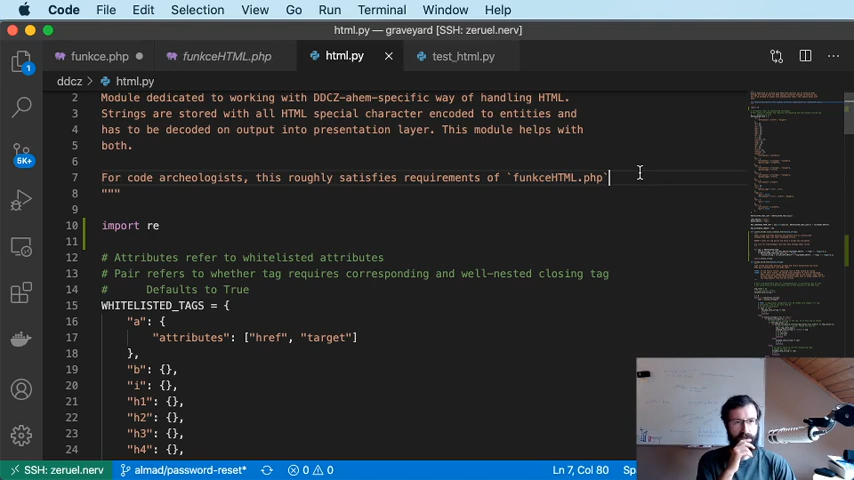 Code File Edit Selection View Go Run Terminal Window Help
html.py — graveyard [SSH: zeruel.nerv]
funkce.php funkceHTML.php html.py test_html.py
ddcz > html.py
1
5K+
2 Module dedicated to working with DDCZ-ahem-specific way of handling HTML.
3 Strings are stored with all HTML special character encoded to entities and
4 has to be decoded on output into presentation layer. This module helps with
5 both.
6
7 For code archeologists, this roughly satisfies requirements of `funkceHTML.php`
8 """
9
10 import re
11
12 # Attributes refer to whitelisted attributes
13 # Pair refers to whether tag requires corresponding and well-nested closing tag
14 # Defaults to True
15 WHITELISTED_TAGS = {
16 "a": {
17 "attributes": ["href", "target"]
18 },
19 "b": {},
20 "i": {},
21 "h1": {},
22 "h2": {},
23 "h3": {},
24 "h4": {},
SSH: zeruel.nerv almad/password-reset* 0 0 Ln 7, Col 80